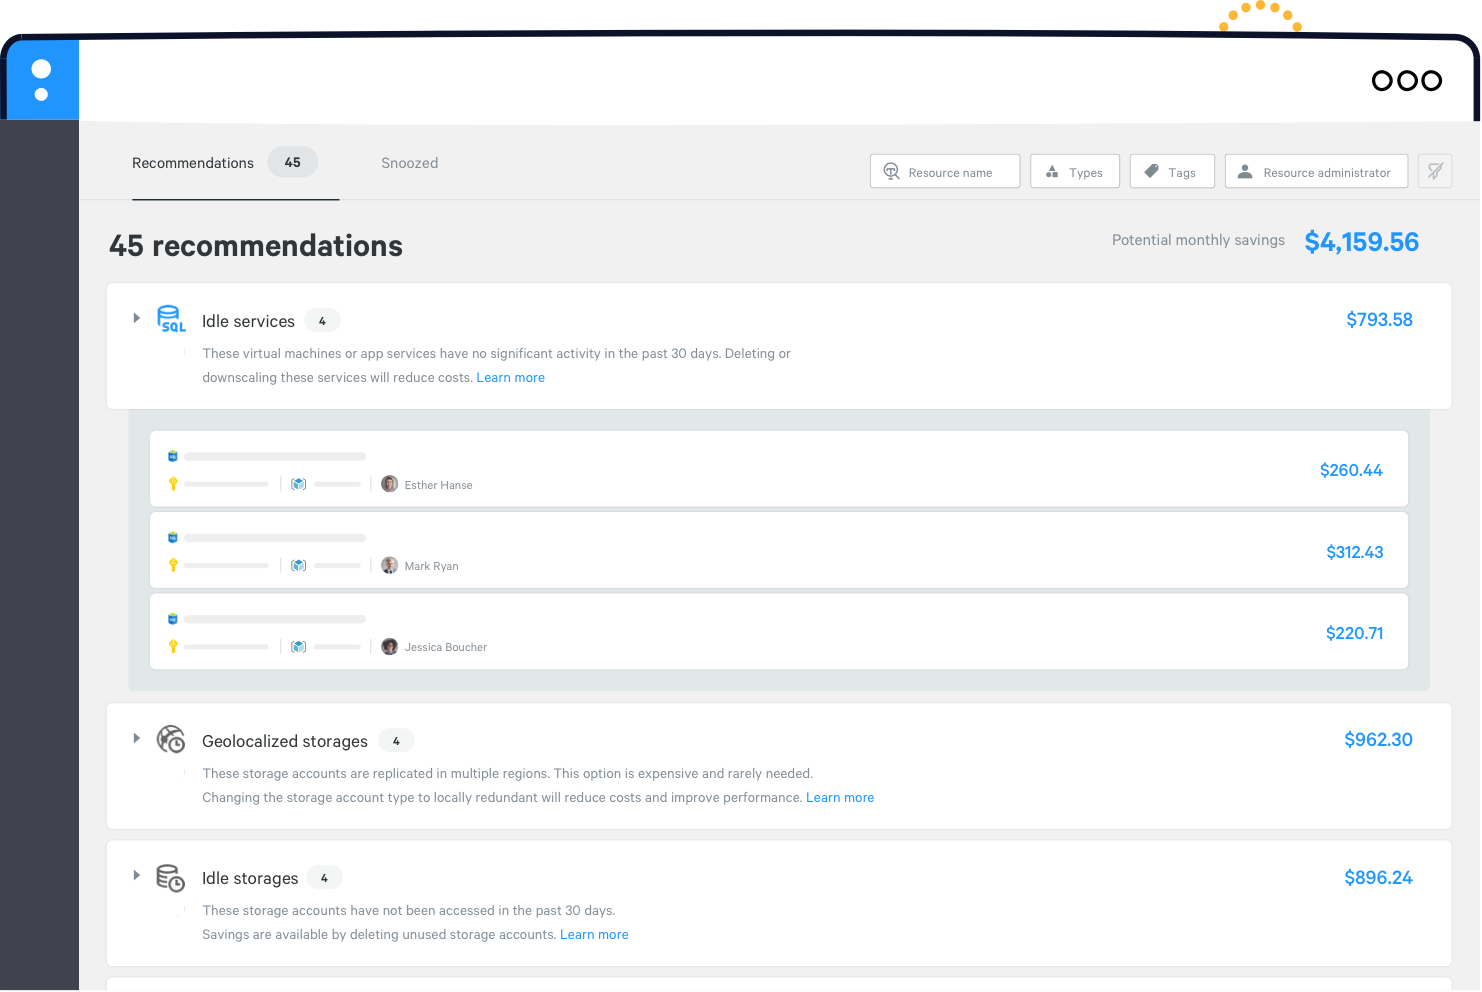 Recommendations 45 Snoozed
Resource name Types Tags Resource administrator
45 recommendations
Potential monthly savings $4,159.56
SQL Idle services 4 $793.58
These virtual machines or app services have no significant activity in the past 30 days. Deleting or
downscaling these services will reduce costs. Learn more
$260.44
Esther Hanse
$312.43
Mark Ryan
$220.71
Jessica Boucher
Geolocalized storages 4 $962.30
These storage accounts are replicated in multiple regions. This option is expensive and rarely needed.
Changing the storage account type to locally redundant will reduce costs and improve performance. Learn more
Idle storages 4 $896.24
These storage accounts have not been accessed in the past 30 days.
Savings are available by deleting unused storage accounts. Learn more